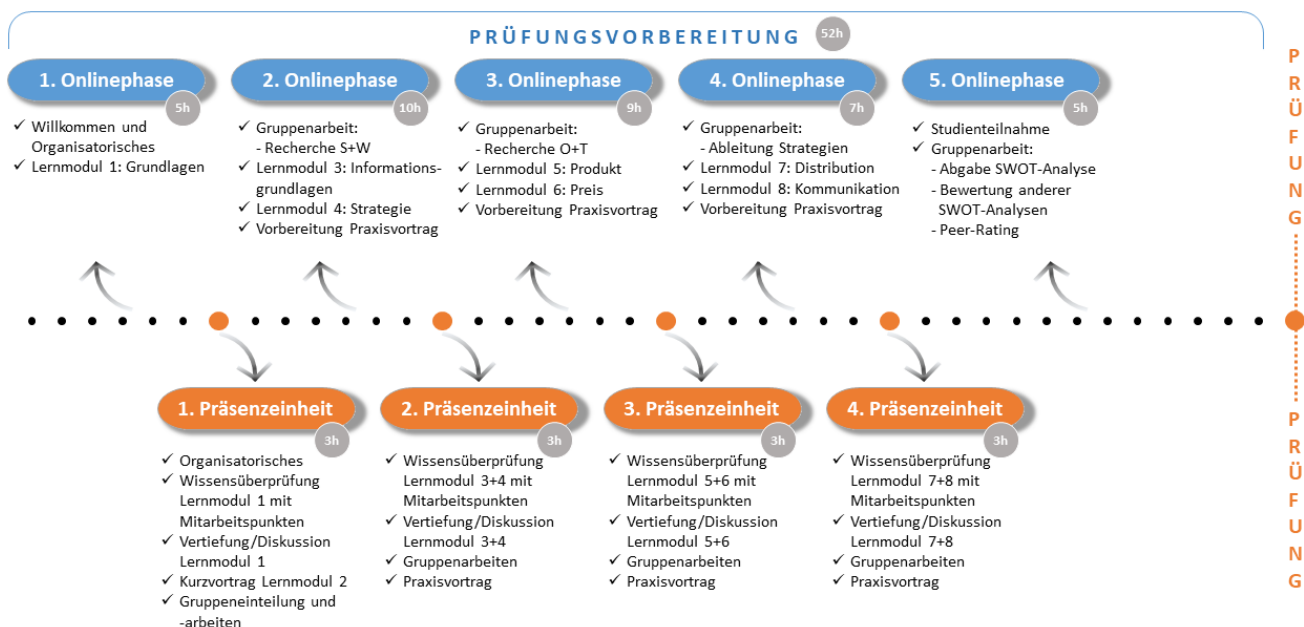 PRÜFUNGSVORBEREITUNG 52h
1. Onlinephase
5h
✓ Willkommen und
Organisatorisches
✓ Lernmodul 1: Grundlagen
2. Onlinephase
10h
✓ Gruppenarbeit:
- Recherche S+W
✓ Lernmodul 3: Informations-
grundlagen
✓ Lernmodul 4: Strategie
✓ Vorbereitung Praxisvortrag
3. Onlinephase
9h
✓ Gruppenarbeit:
- Recherche O+T
✓ Lernmodul 5: Produkt
✓ Lernmodul 6: Preis
✓ Vorbereitung Praxisvortrag
4. Onlinephase
7h
✓ Gruppenarbeit:
- Ableitung Strategien
✓ Lernmodul 7: Distribution
✓ Lernmodul 8: Kommunikation
✓ Vorbereitung Praxisvortrag
5. Onlinephase
5h
✓ Studienteilnahme
✓ Gruppenarbeit:
- Abgabe SWOT-Analyse
- Bewertung anderer
SWOT-Analysen
- Peer-Rating
PRÜFUNG
1. Präsenzeinheit
3h
✓ Organisatorisches
✓ Wissensüberprüfung
Lernmodul 1 mit
Mitarbeitspunkten
✓ Vertiefung/Diskussion
Lernmodul 1
✓ Kurzvortrag Lernmodul 2
✓ Gruppeneinteilung und
-arbeiten
2. Präsenzeinheit
3h
✓ Wissensüberprüfung
Lernmodul 3+4 mit
Mitarbeitspunkten
✓ Vertiefung/Diskussion
Lernmodul 3+4
✓ Gruppenarbeiten
✓ Praxisvortrag
3. Präsenzeinheit
3h
✓ Wissensüberprüfung
Lernmodul 5+6 mit
Mitarbeitspunkten
✓ Vertiefung/Diskussion
Lernmodul 5+6
✓ Gruppenarbeiten
✓ Praxisvortrag
4. Präsenzeinheit
3h
✓ Wissensüberprüfung
Lernmodul 7+8 mit
Mitarbeitspunkten
✓ Vertiefung/Diskussion
Lernmodul 7+8
✓ Gruppenarbeiten
✓ Praxisvortrag
PRÜFUNG